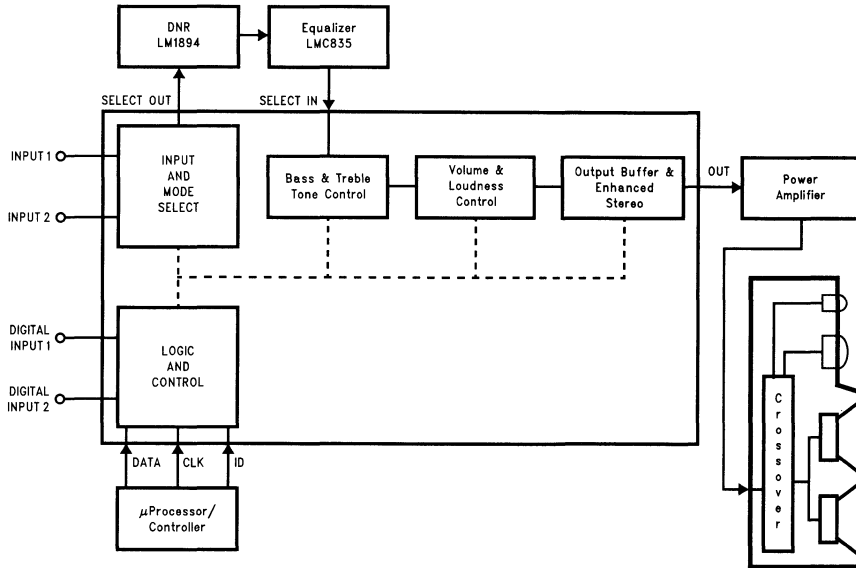 DNR
LM1894
Equalizer
LMC835
SELECT OUT
SELECT IN
INPUT 1
INPUT 2
INPUT
AND
MODE
SELECT
Bass & Treble
Tone Control
Volume &
Loudness
Control
Output Buffer &
Enhanced
Stereo
OUT
Power
Amplifier
DIGITAL
INPUT 1
DIGITAL
INPUT 2
LOGIC
AND
CONTROL
DATA
CLK
ID
μProcessor/
Controller
Crossover